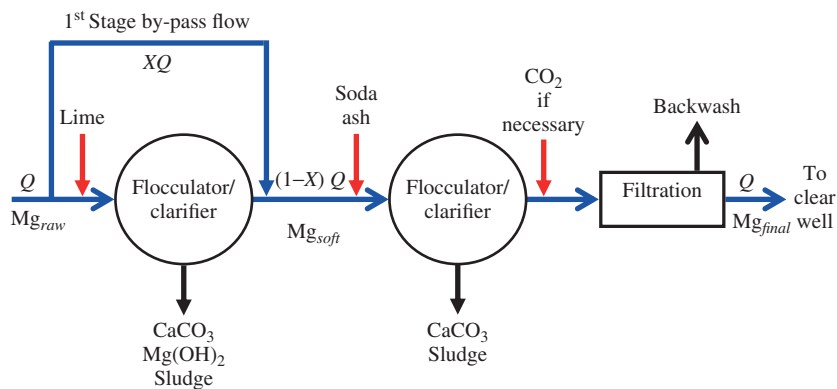 1st Stage by-pass flow
XQ
Lime
Soda
ash
CO2
if
necessary
Backwash
Q
Mgraw
Flocculator/
clarifier
(1–X) Q
Mgsoft
Flocculator/
clarifier
Filtration
Q
Mgfinal
To
clear
well
CaCO3
Mg(OH)2
Sludge
CaCO3
Sludge